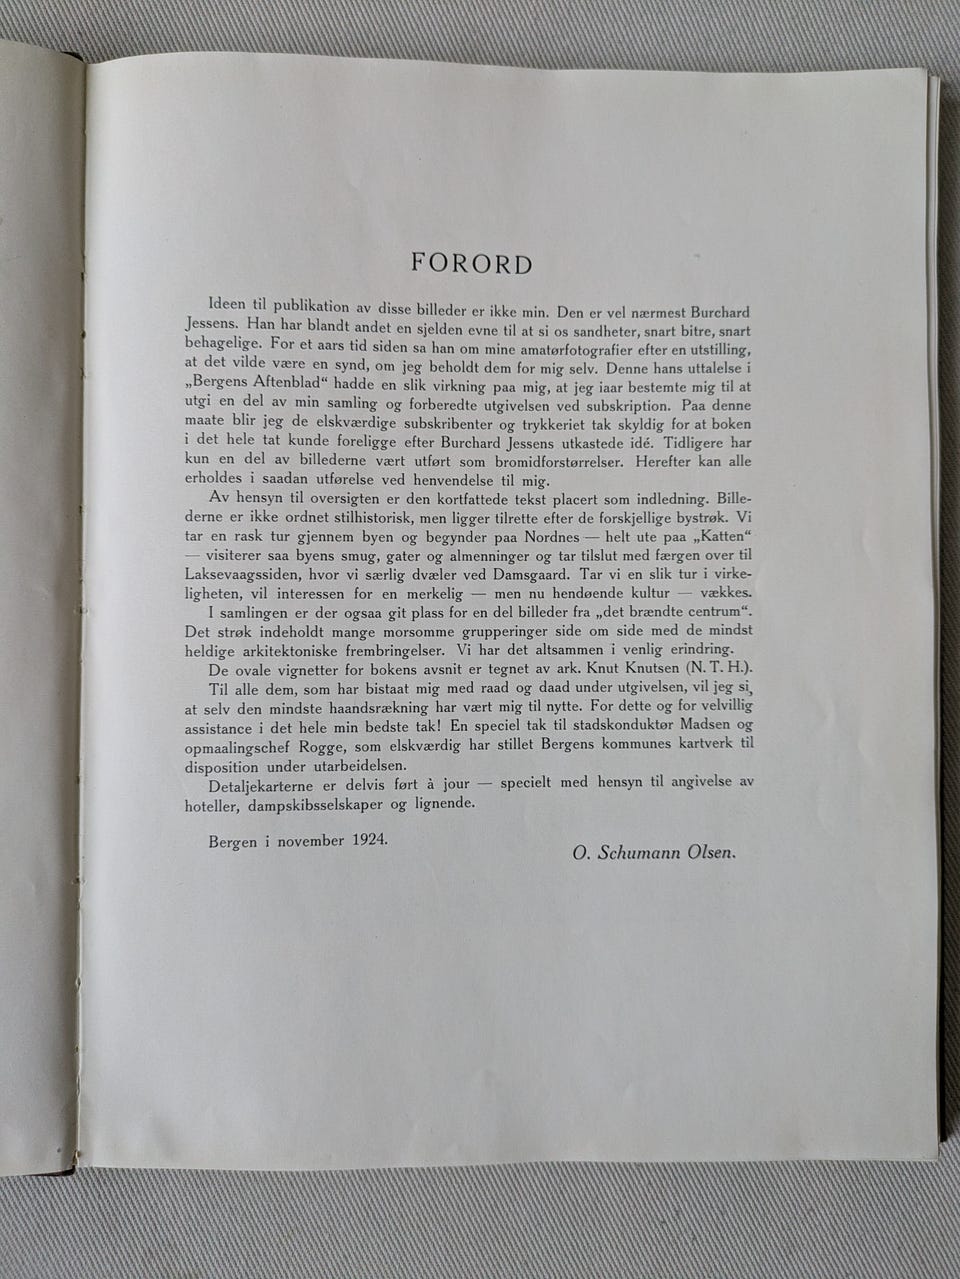 FORORD
Ideen til publikation av disse billeder er ikke min. Den er vel nærmest Burchard
Jessens. Han har blandt andet en sjelden evne til at si os sandheter, snart bitre, snart
behagelige. For et aars tid siden sa han om mine amatørfotografier efter en utstilling,
at det vilde være en synd, om jeg beholdt dem for mig selv. Denne hans uttalelse i
„Bergens Aftenblad“ hadde en slik virkning paa mig, at jeg iaar bestemte mig til at
utgi en del av min samling og forberedte utgivelsen ved subskription. Paa denne
maate blir jeg de elskværdige subskribenter og trykkeriet tak skyldig for at boken
i det hele tat kunde foreligge efter Burchard Jessens utkastede idé. Tidligere har
kun en del av billederne vært utført som bromidforstørrelser. Herefter kan alle
erholdes i saadan utførelse ved henvendelse til mig.
Av hensyn til oversigten er den kortfattede tekst placert som indledning. Bille-
derne er ikke ordnet stilhistorisk, men ligger tilrette efter de forskjellige bystrøk. Vi
tar en rask tur gjennem byen og begynder paa Nordnes — helt ute paa „Katten“
— visiterer saa byens smug, gater og almenninger og tar tilslut med færgen over til
Laksevaagssiden, hvor vi særlig dvæler ved Damsgaard. Tar vi en slik tur i virke-
ligheten, vil interessen for en merkelig — men nu hendøende kultur — vækkes.
I samlingen er der ogsaa git plass for en del billeder fra „det brændte centrum“.
Det strøk indeholdt mange morsomme grupperinger side om side med de mindst
heldige arkitektoniske frembringelser. Vi har det altsammen i venlig erindring.
De ovale vignetter for bokens avsnit er tegnet av ark. Knut Knutsen (N. T. H.).
Til alle dem, som har bistaat mig med raad og daad under utgivelsen, vil jeg si,
at selv den mindste haandsrækning har vært mig til nytte. For dette og for velvillig
assistance i det hele min bedste tak! En speciel tak til stadskonduktør Madsen og
opmaalingschef Rogge, som elskværdig har stillet Bergens kommunes kartverk til
disposition under utarbeidelsen.
Detaljekarterne er delvis ført à jour — specielt med hensyn til angivelse av
hoteller, dampskibsselskaper og lignende.
Bergen i november 1924.
O. Schumann Olsen.